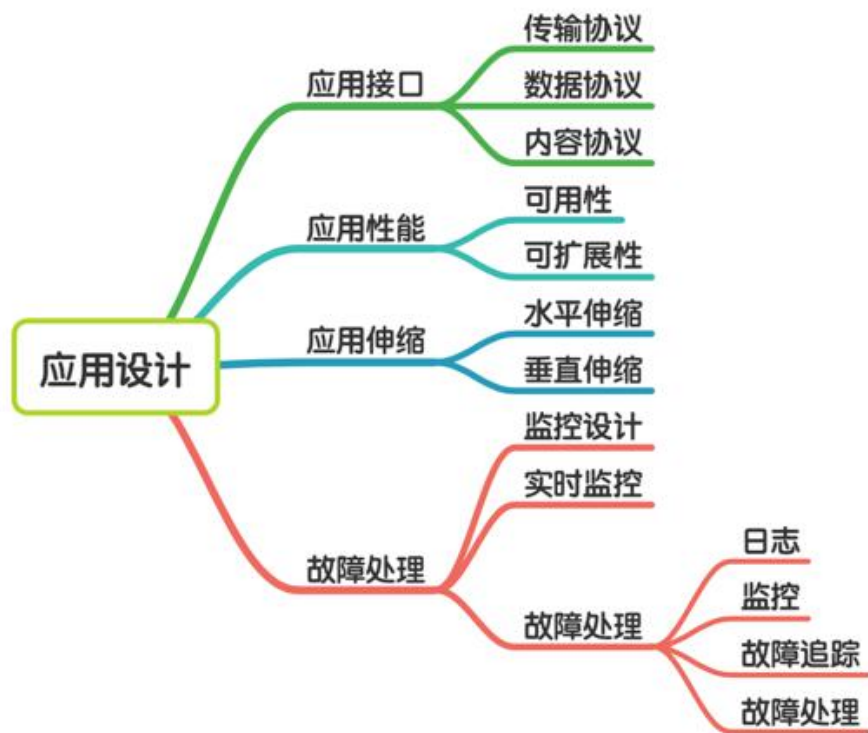 应用设计
应用接口
传输协议
数据协议
内容协议
应用性能
可用性
可扩展性
应用伸缩
水平伸缩
垂直伸缩
故障处理
监控设计
实时监控
故障处理
日志
监控
故障追踪
故障处理